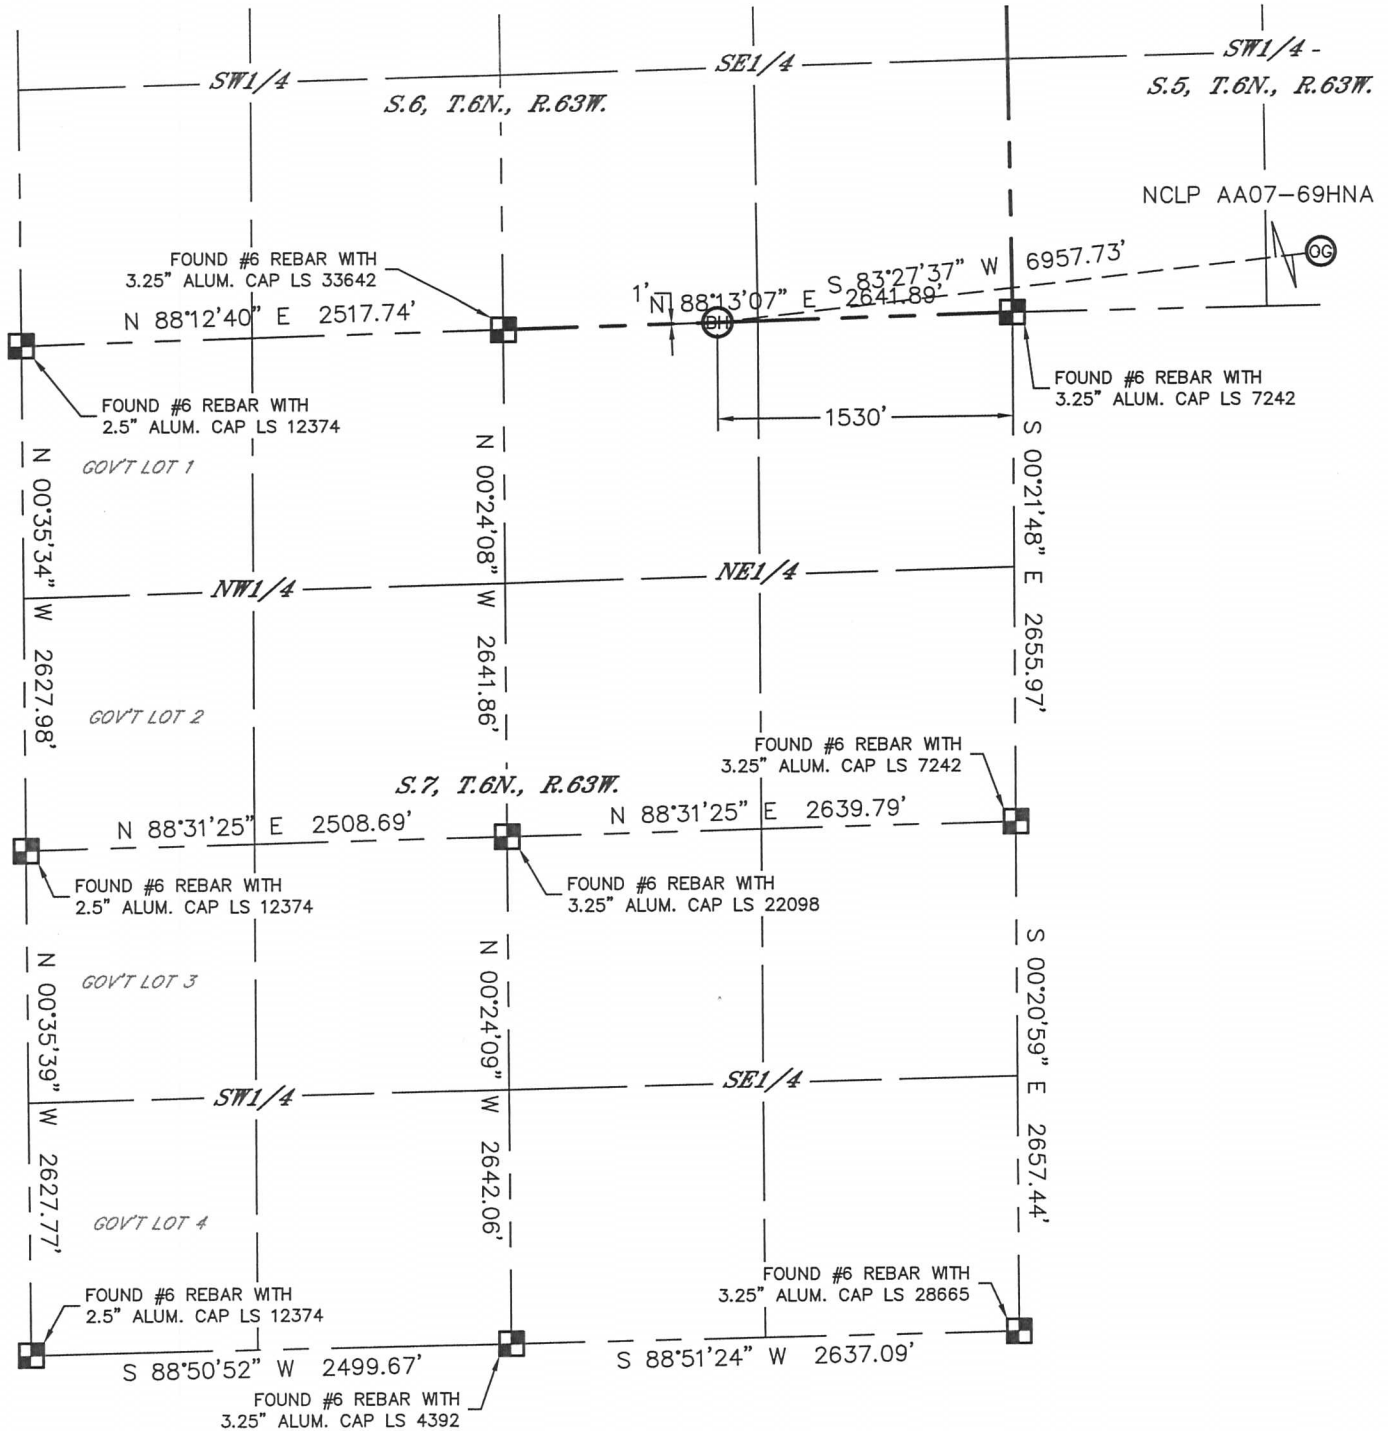 SW1/4
SE1/4
SW1/4 -
S.6, T.6N., R.63W.
S.5, T.6N., R.63W.
NCLP AA07-69HNA
OG
FOUND #6 REBAR WITH
3.25" ALUM. CAP LS 33642
N 88°12'40" E 2517.74'
1'
S 83°27'37" W 6957.73'
N 88°13'07" E 2641.89'
BH
FOUND #6 REBAR WITH
2.5" ALUM. CAP LS 12374
FOUND #6 REBAR WITH
3.25" ALUM. CAP LS 7242
1530'
GOV'T LOT 1
N 00°35'34" W 2627.98'
N 00°24'08" W 2641.86'
S 00°21'48" E 2655.97'
NW1/4
NE1/4
GOV'T LOT 2
FOUND #6 REBAR WITH
3.25" ALUM. CAP LS 7242
S.7, T.6N., R.63W.
N 88°31'25" E 2508.69'
N 88°31'25" E 2639.79'
FOUND #6 REBAR WITH
2.5" ALUM. CAP LS 12374
FOUND #6 REBAR WITH
3.25" ALUM. CAP LS 22098
GOV'T LOT 3
N 00°35'39" W 2627.77'
N 00°24'09" W 2642.06'
S 00°20'59" E 2657.44'
SW1/4
SE1/4
GOV'T LOT 4
FOUND #6 REBAR WITH
2.5" ALUM. CAP LS 12374
FOUND #6 REBAR WITH
3.25" ALUM. CAP LS 28665
S 88°50'52" W 2499.67'
S 88°51'24" W 2637.09'
FOUND #6 REBAR WITH
3.25" ALUM. CAP LS 4392